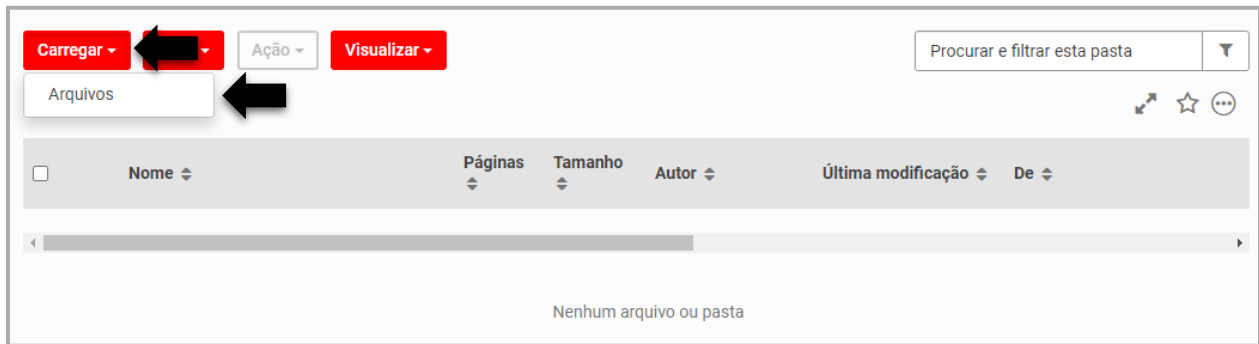 Carregar Ação Visualizar Procurar e filtrar esta pasta
Arquivos
Nome Páginas Tamanho Autor Última modificação De
Nenhum arquivo ou pasta